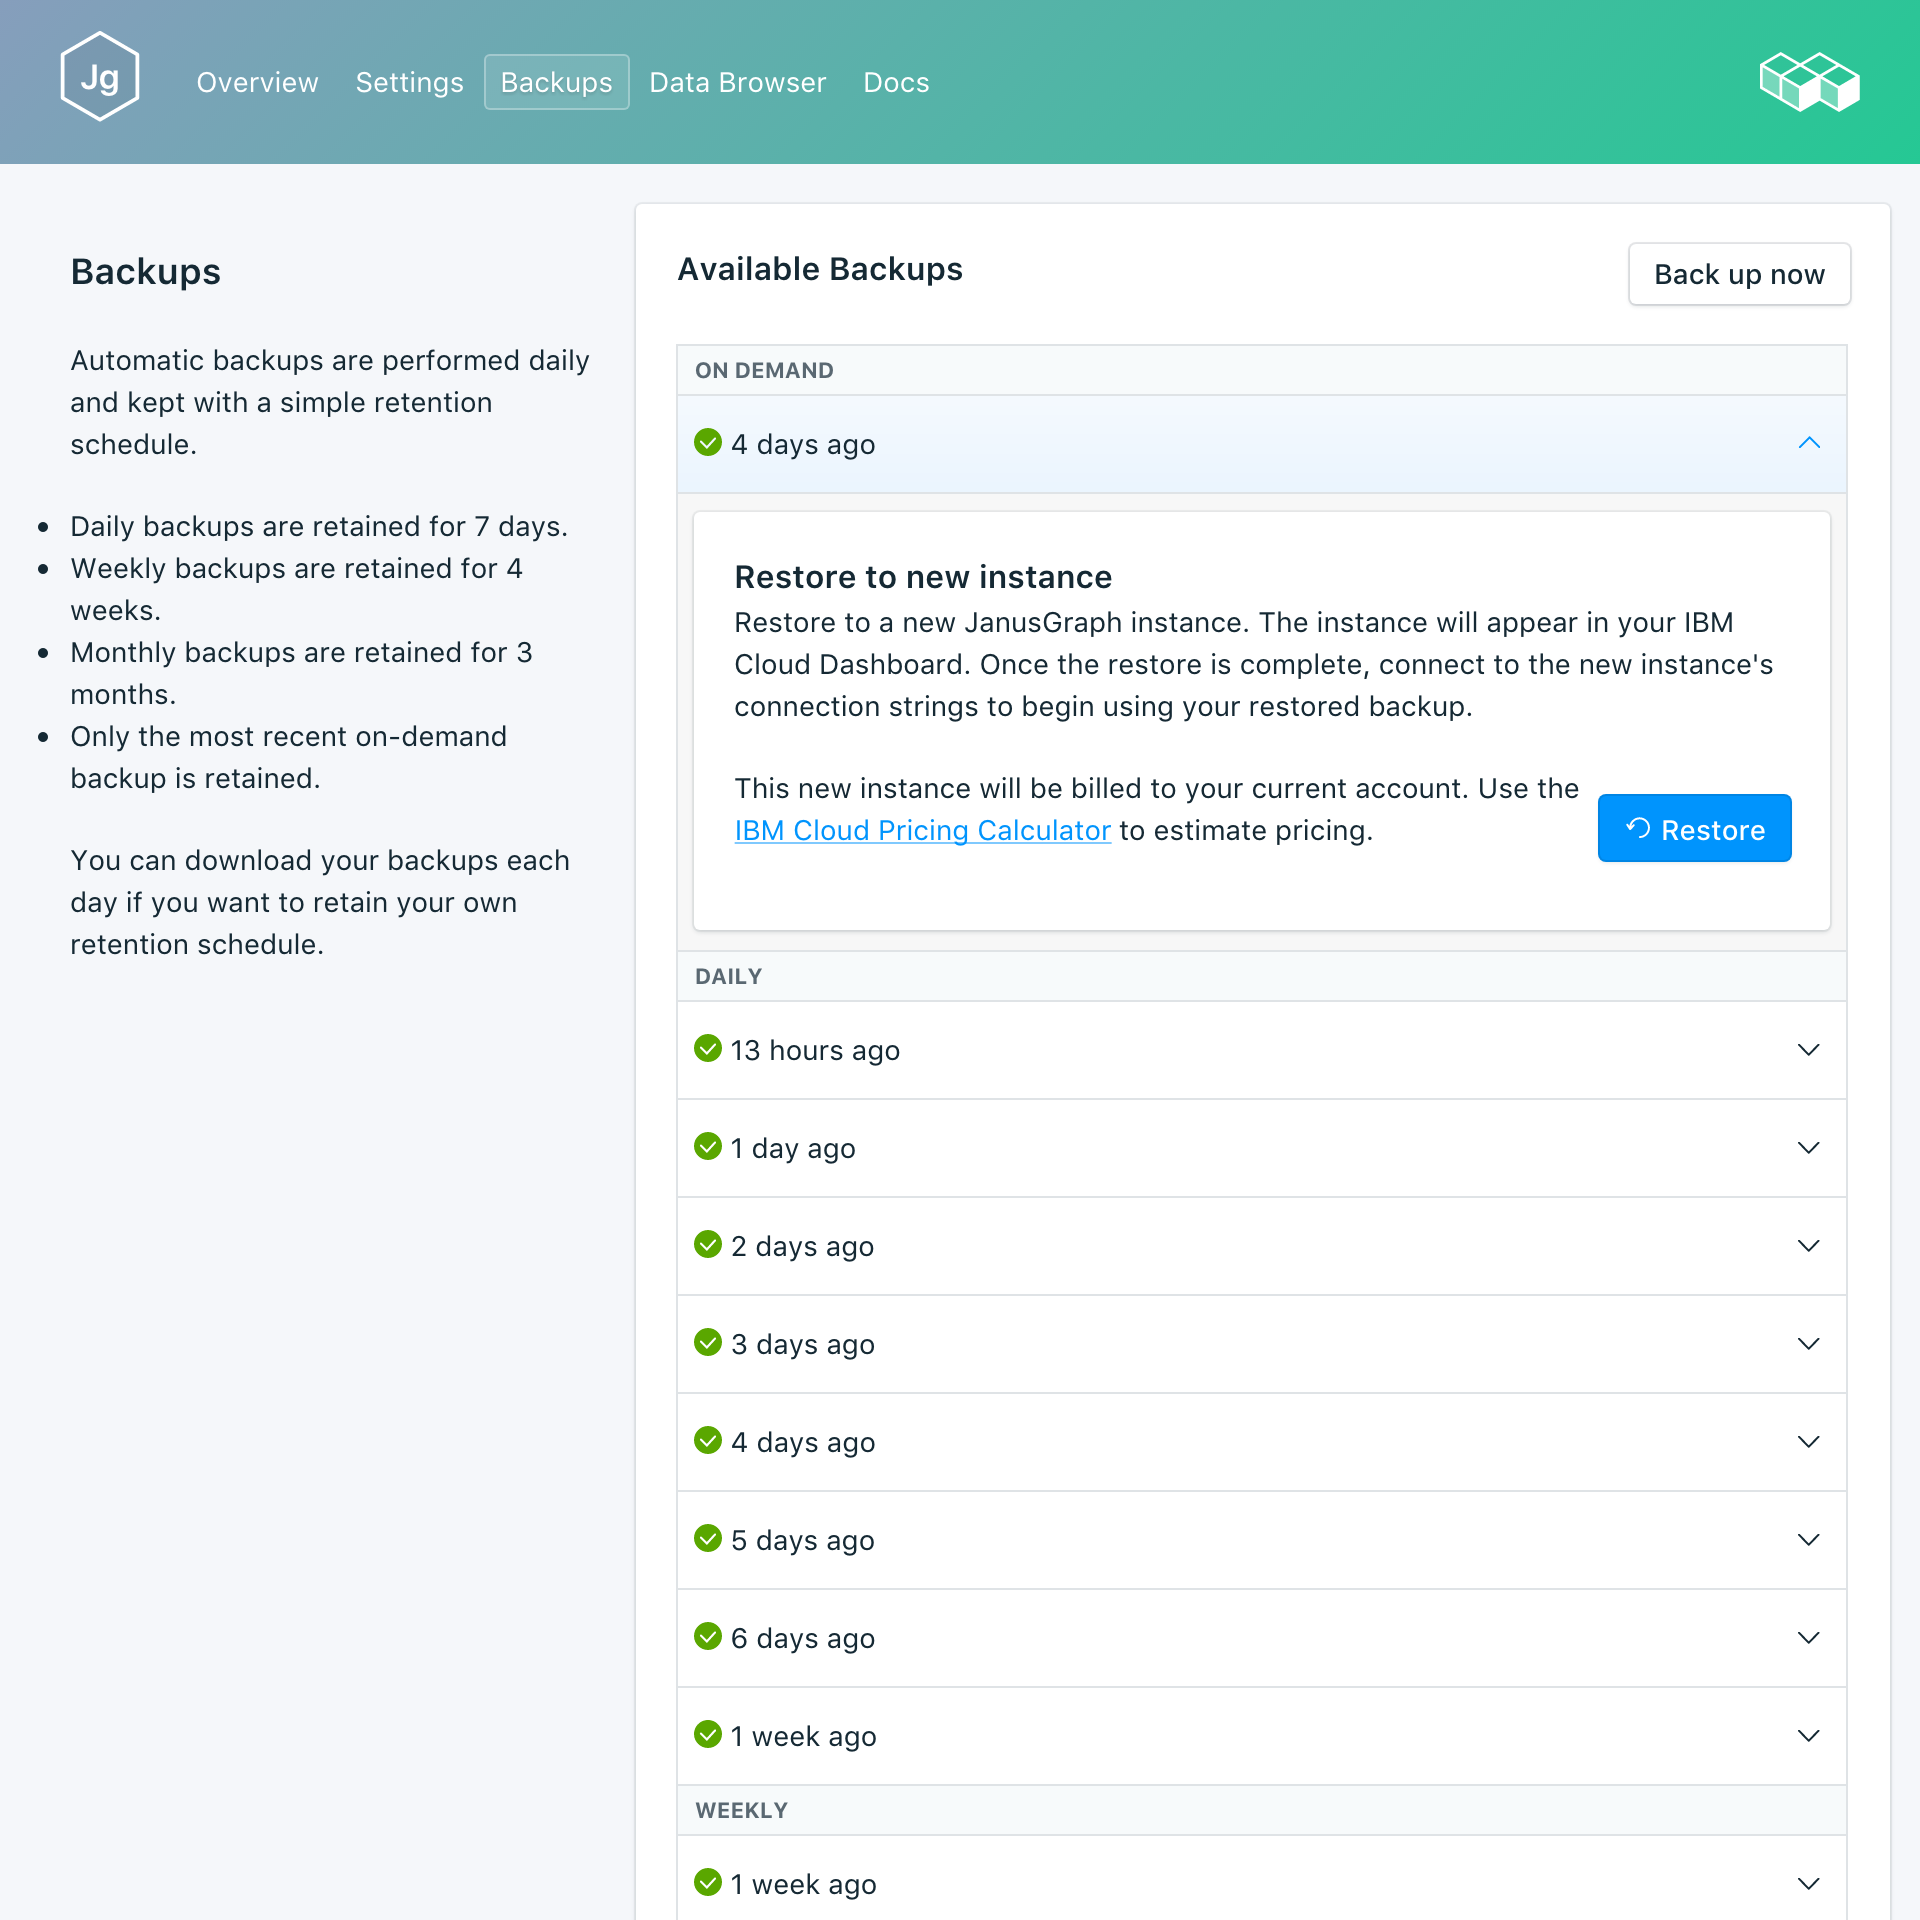 Jg
Overview Settings Backups Data Browser Docs
Backups
Automatic backups are performed daily
and kept with a simple retention
schedule.
• Daily backups are retained for 7 days.
• Weekly backups are retained for 4
weeks.
• Monthly backups are retained for 3
months.
• Only the most recent on-demand
backup is retained.
You can download your backups each
day if you want to retain your own
retention schedule.
Available Backups
Back up now
ON DEMAND
4 days ago
Restore to new instance
Restore to a new JanusGraph instance. The instance will appear in your IBM
Cloud Dashboard. Once the restore is complete, connect to the new instance's
connection strings to begin using your restored backup.
This new instance will be billed to your current account. Use the
IBM Cloud Pricing Calculator to estimate pricing.
Restore
DAILY
13 hours ago
1 day ago
2 days ago
3 days ago
4 days ago
5 days ago
6 days ago
1 week ago
WEEKLY
1 week ago